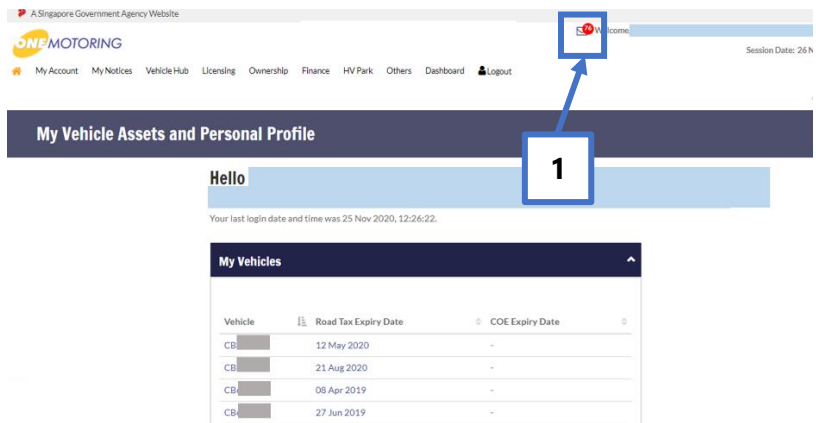 A Singapore Government Agency Website
ONEMOTORING
76 Welcome,
Session Date: 26 N
My Account My Notices Vehicle Hub Licensing Ownership Finance HV Park Others Dashboard Logout
My Vehicle Assets and Personal Profile
1
Hello
Your last login date and time was 25 Nov 2020, 12:26:22.
My Vehicles
Vehicle Road Tax Expiry Date COE Expiry Date
CB 12 May 2020 -
CB 21 Aug 2020 -
CB 08 Apr 2019 -
CB 27 Jun 2019 -